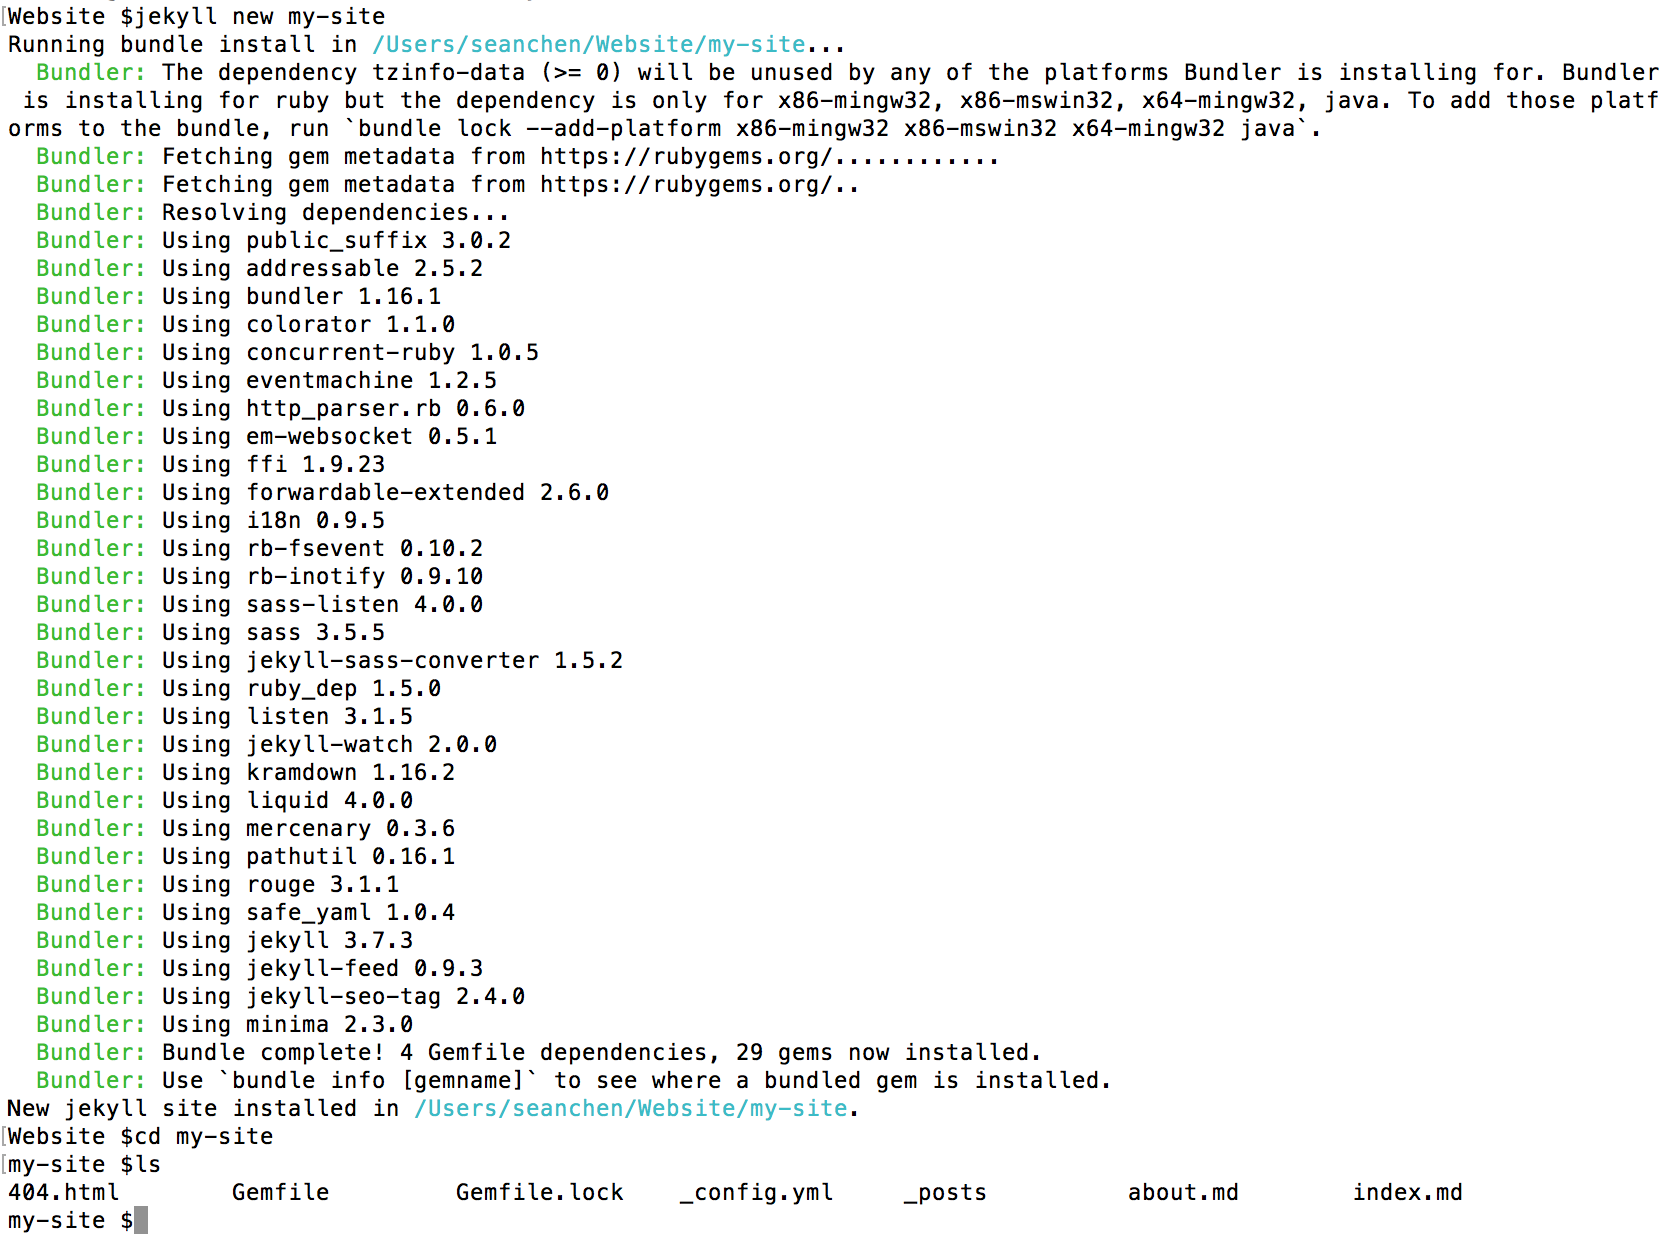 Website $jekyll new my-site
Running bundle install in /Users/seanchen/Website/my-site...
  Bundler: The dependency tzinfo-data (>= 0) will be unused by any of the platforms Bundler is installing for. Bundler
 is installing for ruby but the dependency is only for x86-mingw32, x86-mswin32, x64-mingw32, java. To add those platf
orms to the bundle, run `bundle lock --add-platform x86-mingw32 x86-mswin32 x64-mingw32 java`.
  Bundler: Fetching gem metadata from https://rubygems.org/............
  Bundler: Fetching gem metadata from https://rubygems.org/..
  Bundler: Resolving dependencies...
  Bundler: Using public_suffix 3.0.2
  Bundler: Using addressable 2.5.2
  Bundler: Using bundler 1.16.1
  Bundler: Using colorator 1.1.0
  Bundler: Using concurrent-ruby 1.0.5
  Bundler: Using eventmachine 1.2.5
  Bundler: Using http_parser.rb 0.6.0
  Bundler: Using em-websocket 0.5.1
  Bundler: Using ffi 1.9.23
  Bundler: Using forwardable-extended 2.6.0
  Bundler: Using i18n 0.9.5
  Bundler: Using rb-fsevent 0.10.2
  Bundler: Using rb-inotify 0.9.10
  Bundler: Using sass-listen 4.0.0
  Bundler: Using sass 3.5.5
  Bundler: Using jekyll-sass-converter 1.5.2
  Bundler: Using ruby_dep 1.5.0
  Bundler: Using listen 3.1.5
  Bundler: Using jekyll-watch 2.0.0
  Bundler: Using kramdown 1.16.2
  Bundler: Using liquid 4.0.0
  Bundler: Using mercenary 0.3.6
  Bundler: Using pathutil 0.16.1
  Bundler: Using rouge 3.1.1
  Bundler: Using safe_yaml 1.0.4
  Bundler: Using jekyll 3.7.3
  Bundler: Using jekyll-feed 0.9.3
  Bundler: Using jekyll-seo-tag 2.4.0
  Bundler: Using minima 2.3.0
  Bundler: Bundle complete! 4 Gemfile dependencies, 29 gems now installed.
  Bundler: Use `bundle info [gemname]` to see where a bundled gem is installed.
New jekyll site installed in /Users/seanchen/Website/my-site.
Website $cd my-site
my-site $ls
404.html        Gemfile         Gemfile.lock    _config.yml     _posts          about.md        index.md
my-site $